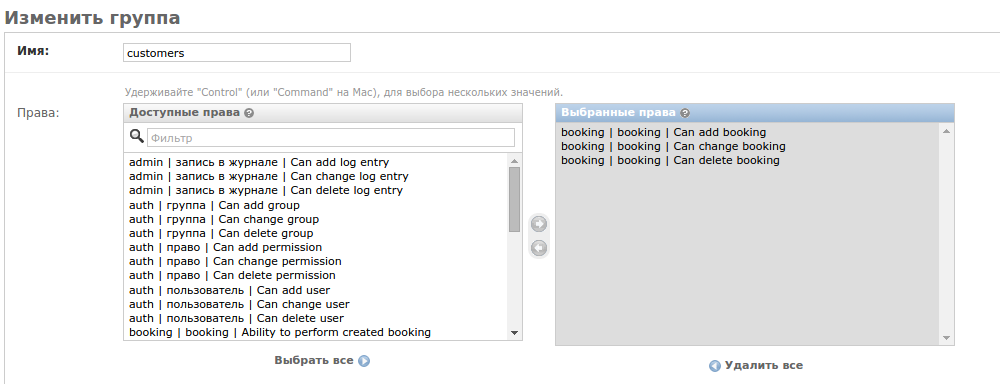 Изменить группа
Имя:
customers
Удерживайте "Control" (или "Command" на Mac), для выбора нескольких значений.
Права:
Доступные права
Фильтр
admin | запись в журнале | Can add log entry
admin | запись в журнале | Can change log entry
admin | запись в журнале | Can delete log entry
auth | группа | Can add group
auth | группа | Can change group
auth | группа | Can delete group
auth | право | Can add permission
auth | право | Can change permission
auth | право | Can delete permission
auth | пользователь | Can add user
auth | пользователь | Can change user
auth | пользователь | Can delete user
booking | booking | Ability to perform created booking
Выбрать все
Выбранные права
booking | booking | Can add booking
booking | booking | Can change booking
booking | booking | Can delete booking
Удалить все